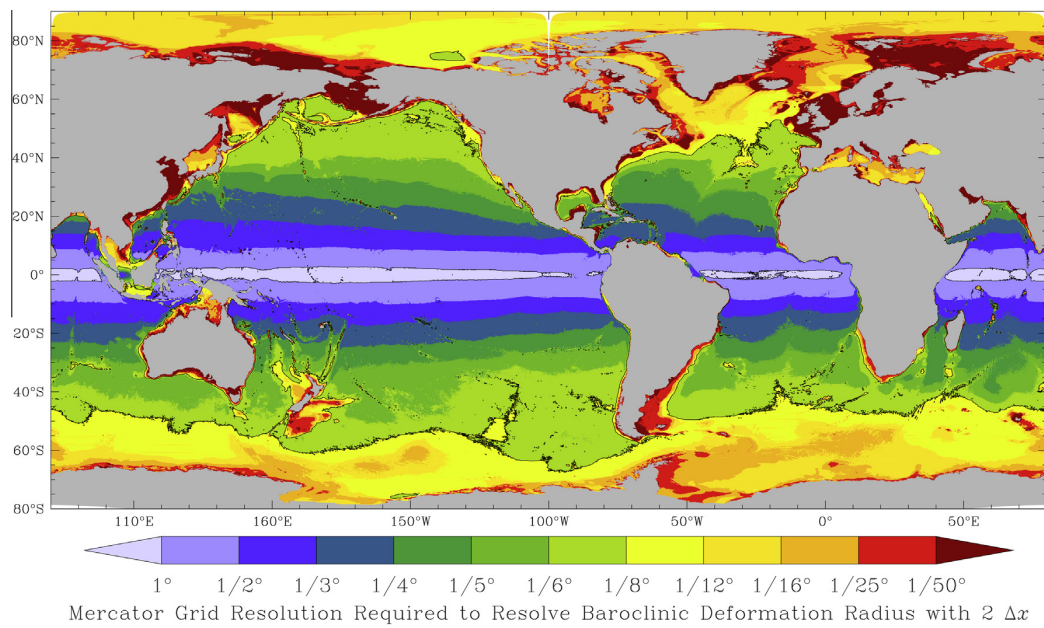 80°N
60°N
40°N
20°N
0°
20°S
40°S
60°S
80°S
110°E 160°E 150°W 100°W 50°W 0° 50°E
1° 1/2° 1/3° 1/4° 1/5° 1/6° 1/8° 1/12° 1/16° 1/25° 1/50°
Mercator Grid Resolution Required to Resolve Baroclinic Deformation Radius with 2 Δx